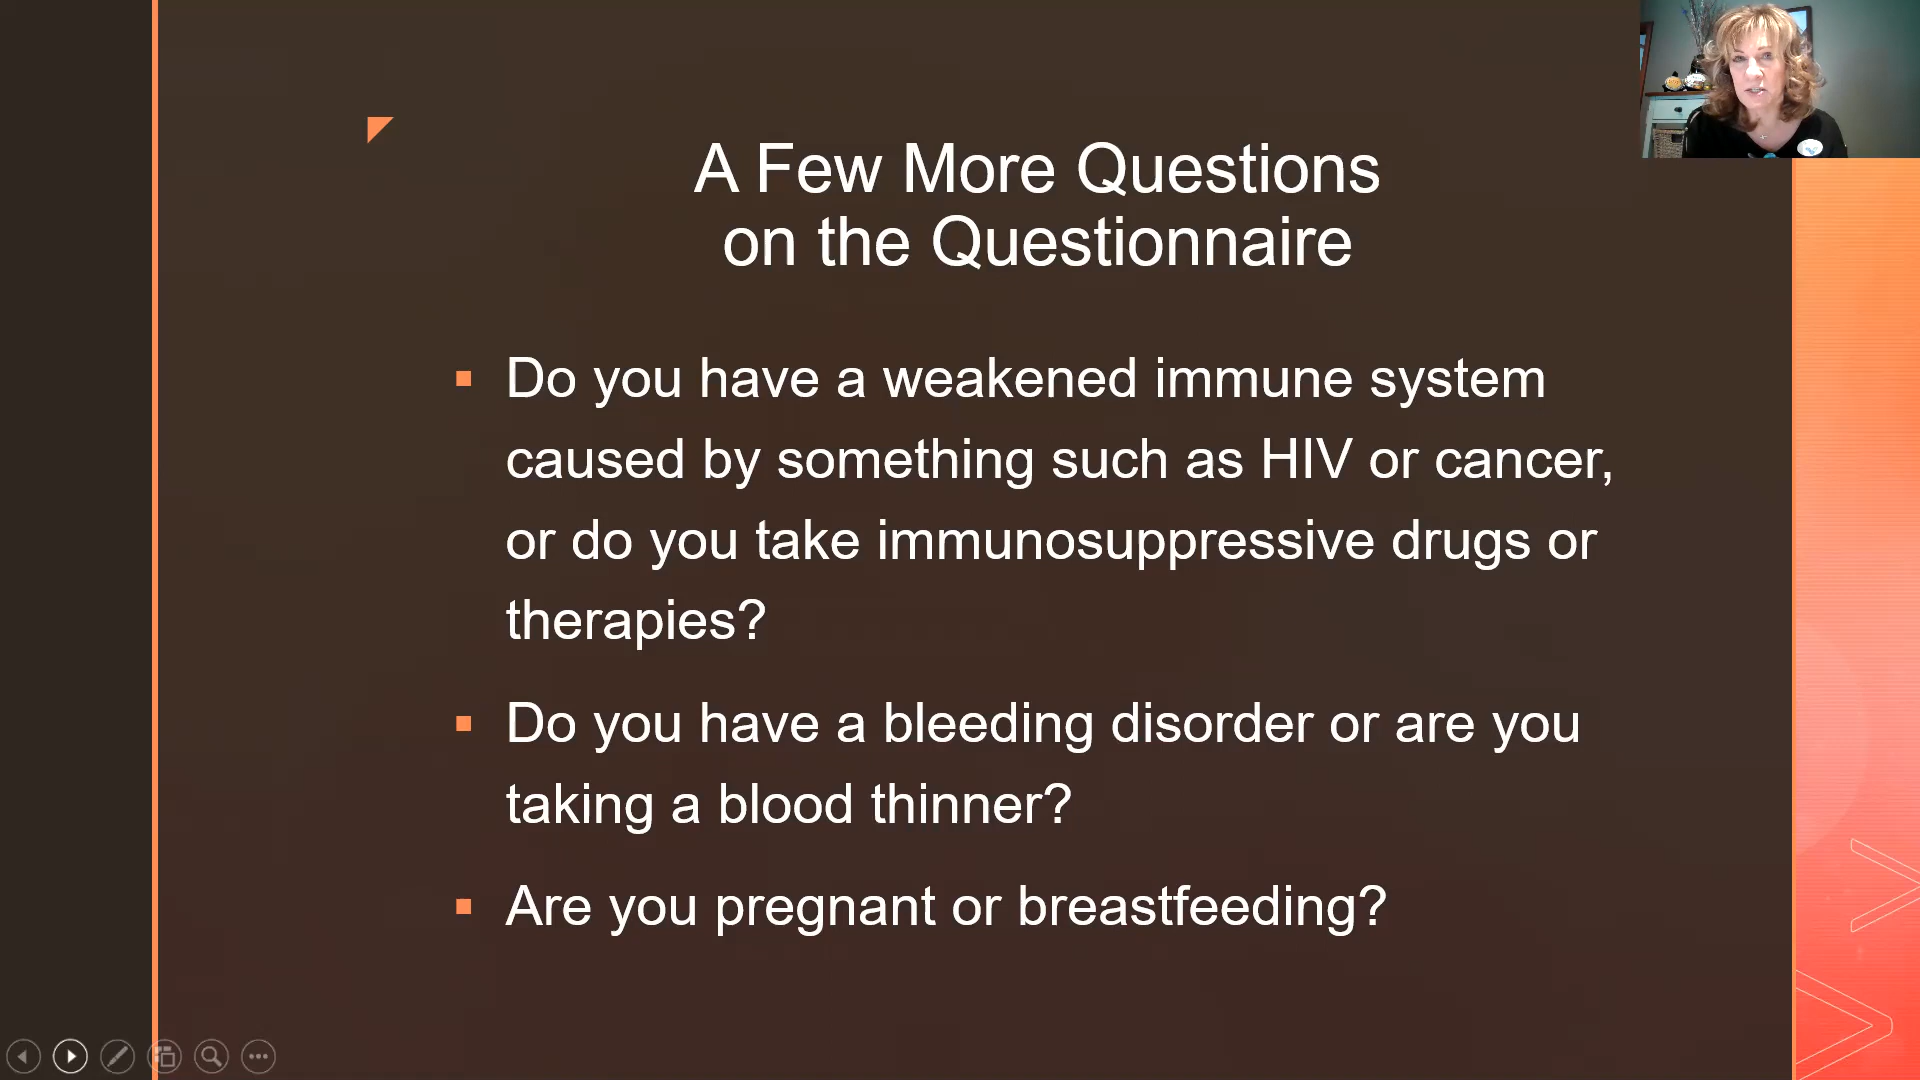 A Few More Questions
on the Questionnaire
Do you have a weakened immune system
caused by something such as HIV or cancer,
or do you take immunosuppressive drugs or
therapies?
Do you have a bleeding disorder or are you
taking a blood thinner?
Are you pregnant or breastfeeding?